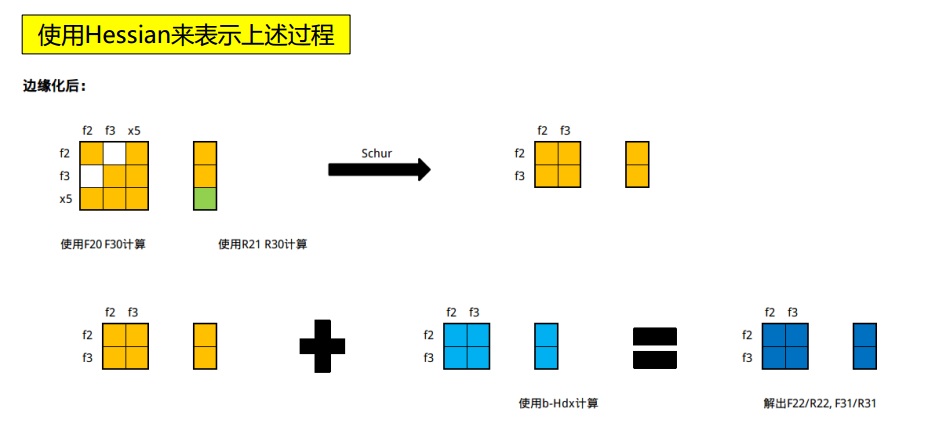 使用Hessian来表示上述过程
边缘化后：
f2 f3 x5
f2
f3
x5
Schur
f2 f3
f2
f3
使用F20 F30计算
使用R21 R30计算
f2 f3
f2
f3
f2 f3
f2
f3
使用b-Hdx计算
f2 f3
f2
f3
解出F22/R22, F31/R31